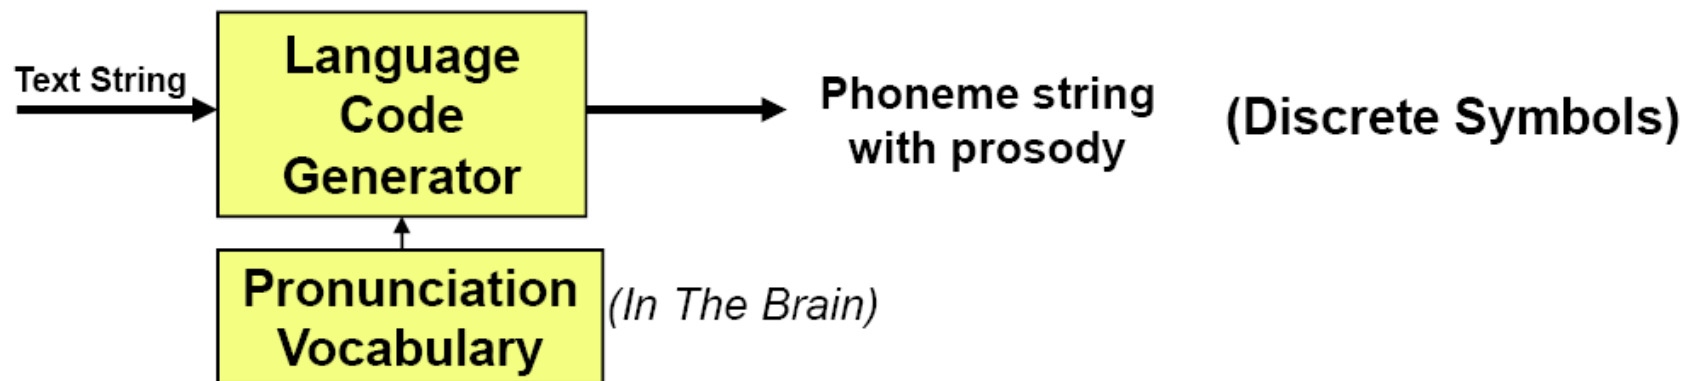 Text String
Language
Code
Generator
Phoneme string
with prosody
(Discrete Symbols)
Pronunciation
Vocabulary
(In The Brain)